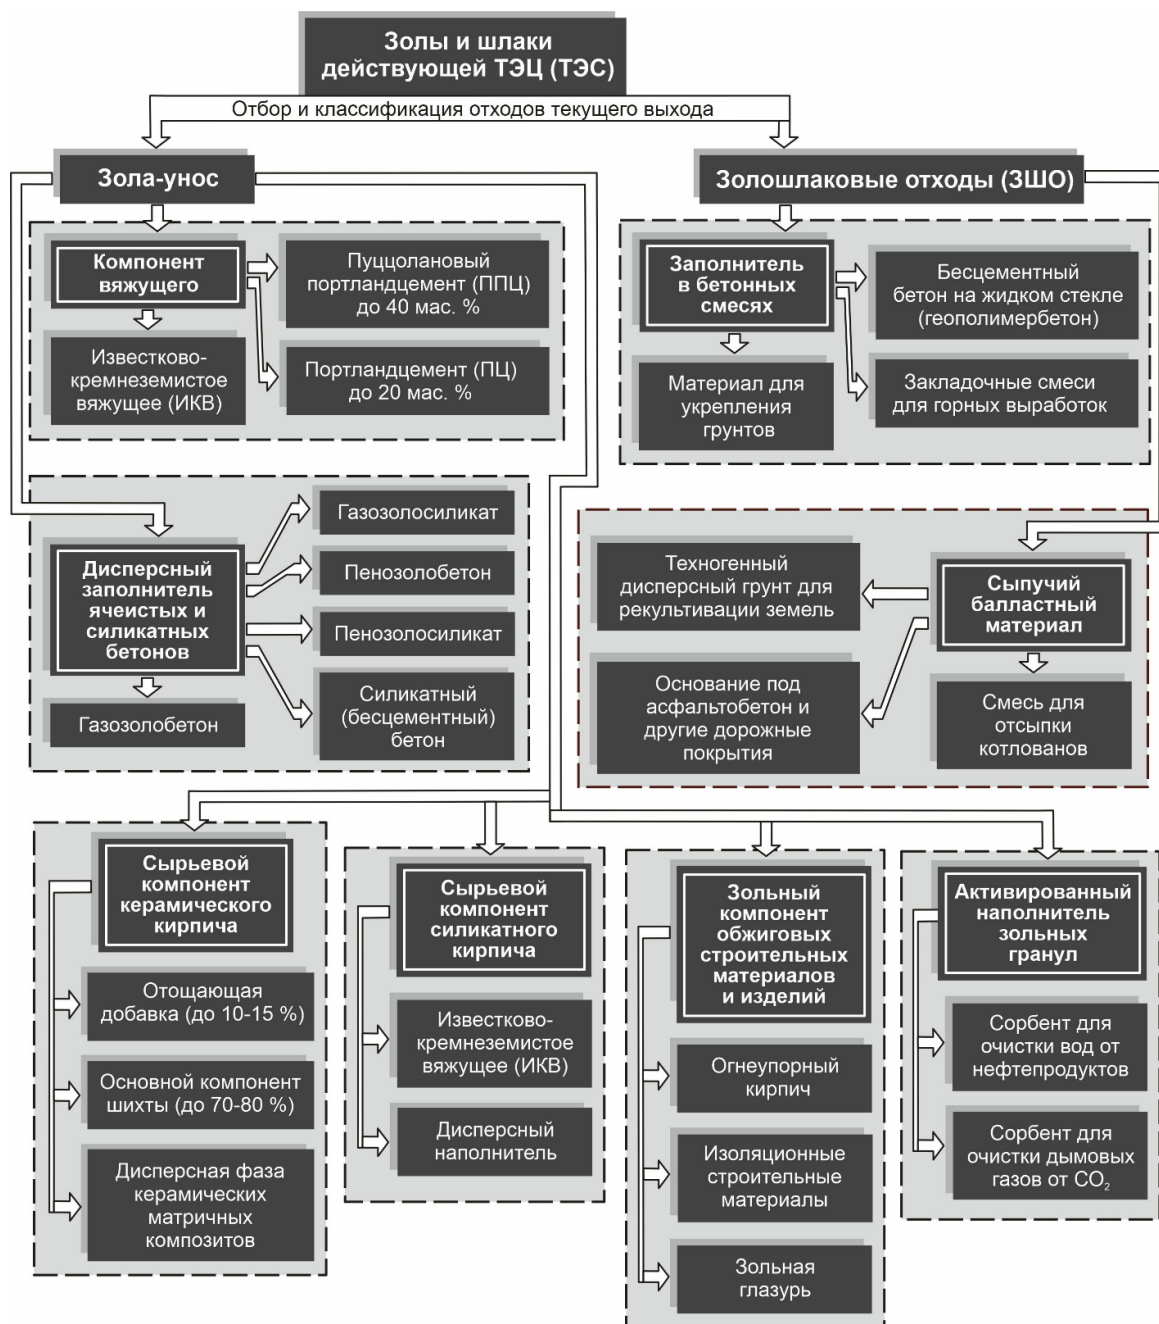 Золы и шлаки
действующей ТЭЦ (ТЭС)
Отбор и классификация отходов текущего выхода
Зола-унос
Золошлаковые отходы (ЗШО)
Компонент
вяжущего
Пуццолановый
портландцемент (ППЦ)
до 40 мас. %
Известково-
кремнеземистое
вяжущее (ИКВ)
Портландцемент (ПЦ)
до 20 мас. %
Заполнитель
в бетонных
смесях
Бесцементный
бетон на жидком стекле
(геополимербетон)
Материал для
укрепления
грунтов
Закладочные смеси
для горных выработок
Дисперсный
заполнитель
ячеистых и
силикатных
бетонов
Газозолосиликат
Пенозолобетон
Пенозолосиликат
Силикатный
(бесцементный)
бетон
Газозолобетон
Техногенный
дисперсный грунт для
рекультивации земель
Сыпучий
балластный
материал
Основание под
асфальтобетон и
другие дорожные
покрытия
Смесь для
отсыпки
котлованов
Сырьевой
компонент
керамического
кирпича
Отощающая
добавка (до 10-15 %)
Основной компонент
шихты (до 70-80 %)
Дисперсная фаза
керамических
матричных
композитов
Сырьевой
компонент
силикатного
кирпича
Известково-
кремнеземистое
вяжущее (ИКВ)
Дисперсный
наполнитель
Зольный
компонент
обжиговых
строительных
материалов
и изделий
Огнеупорный
кирпич
Изоляционные
строительные
материалы
Зольная
глазурь
Активированный
наполнитель
зольных
гранул
Сорбент для
очистки вод от
нефтепродуктов
Сорбент для
очистки дымовых
газов от CO₂